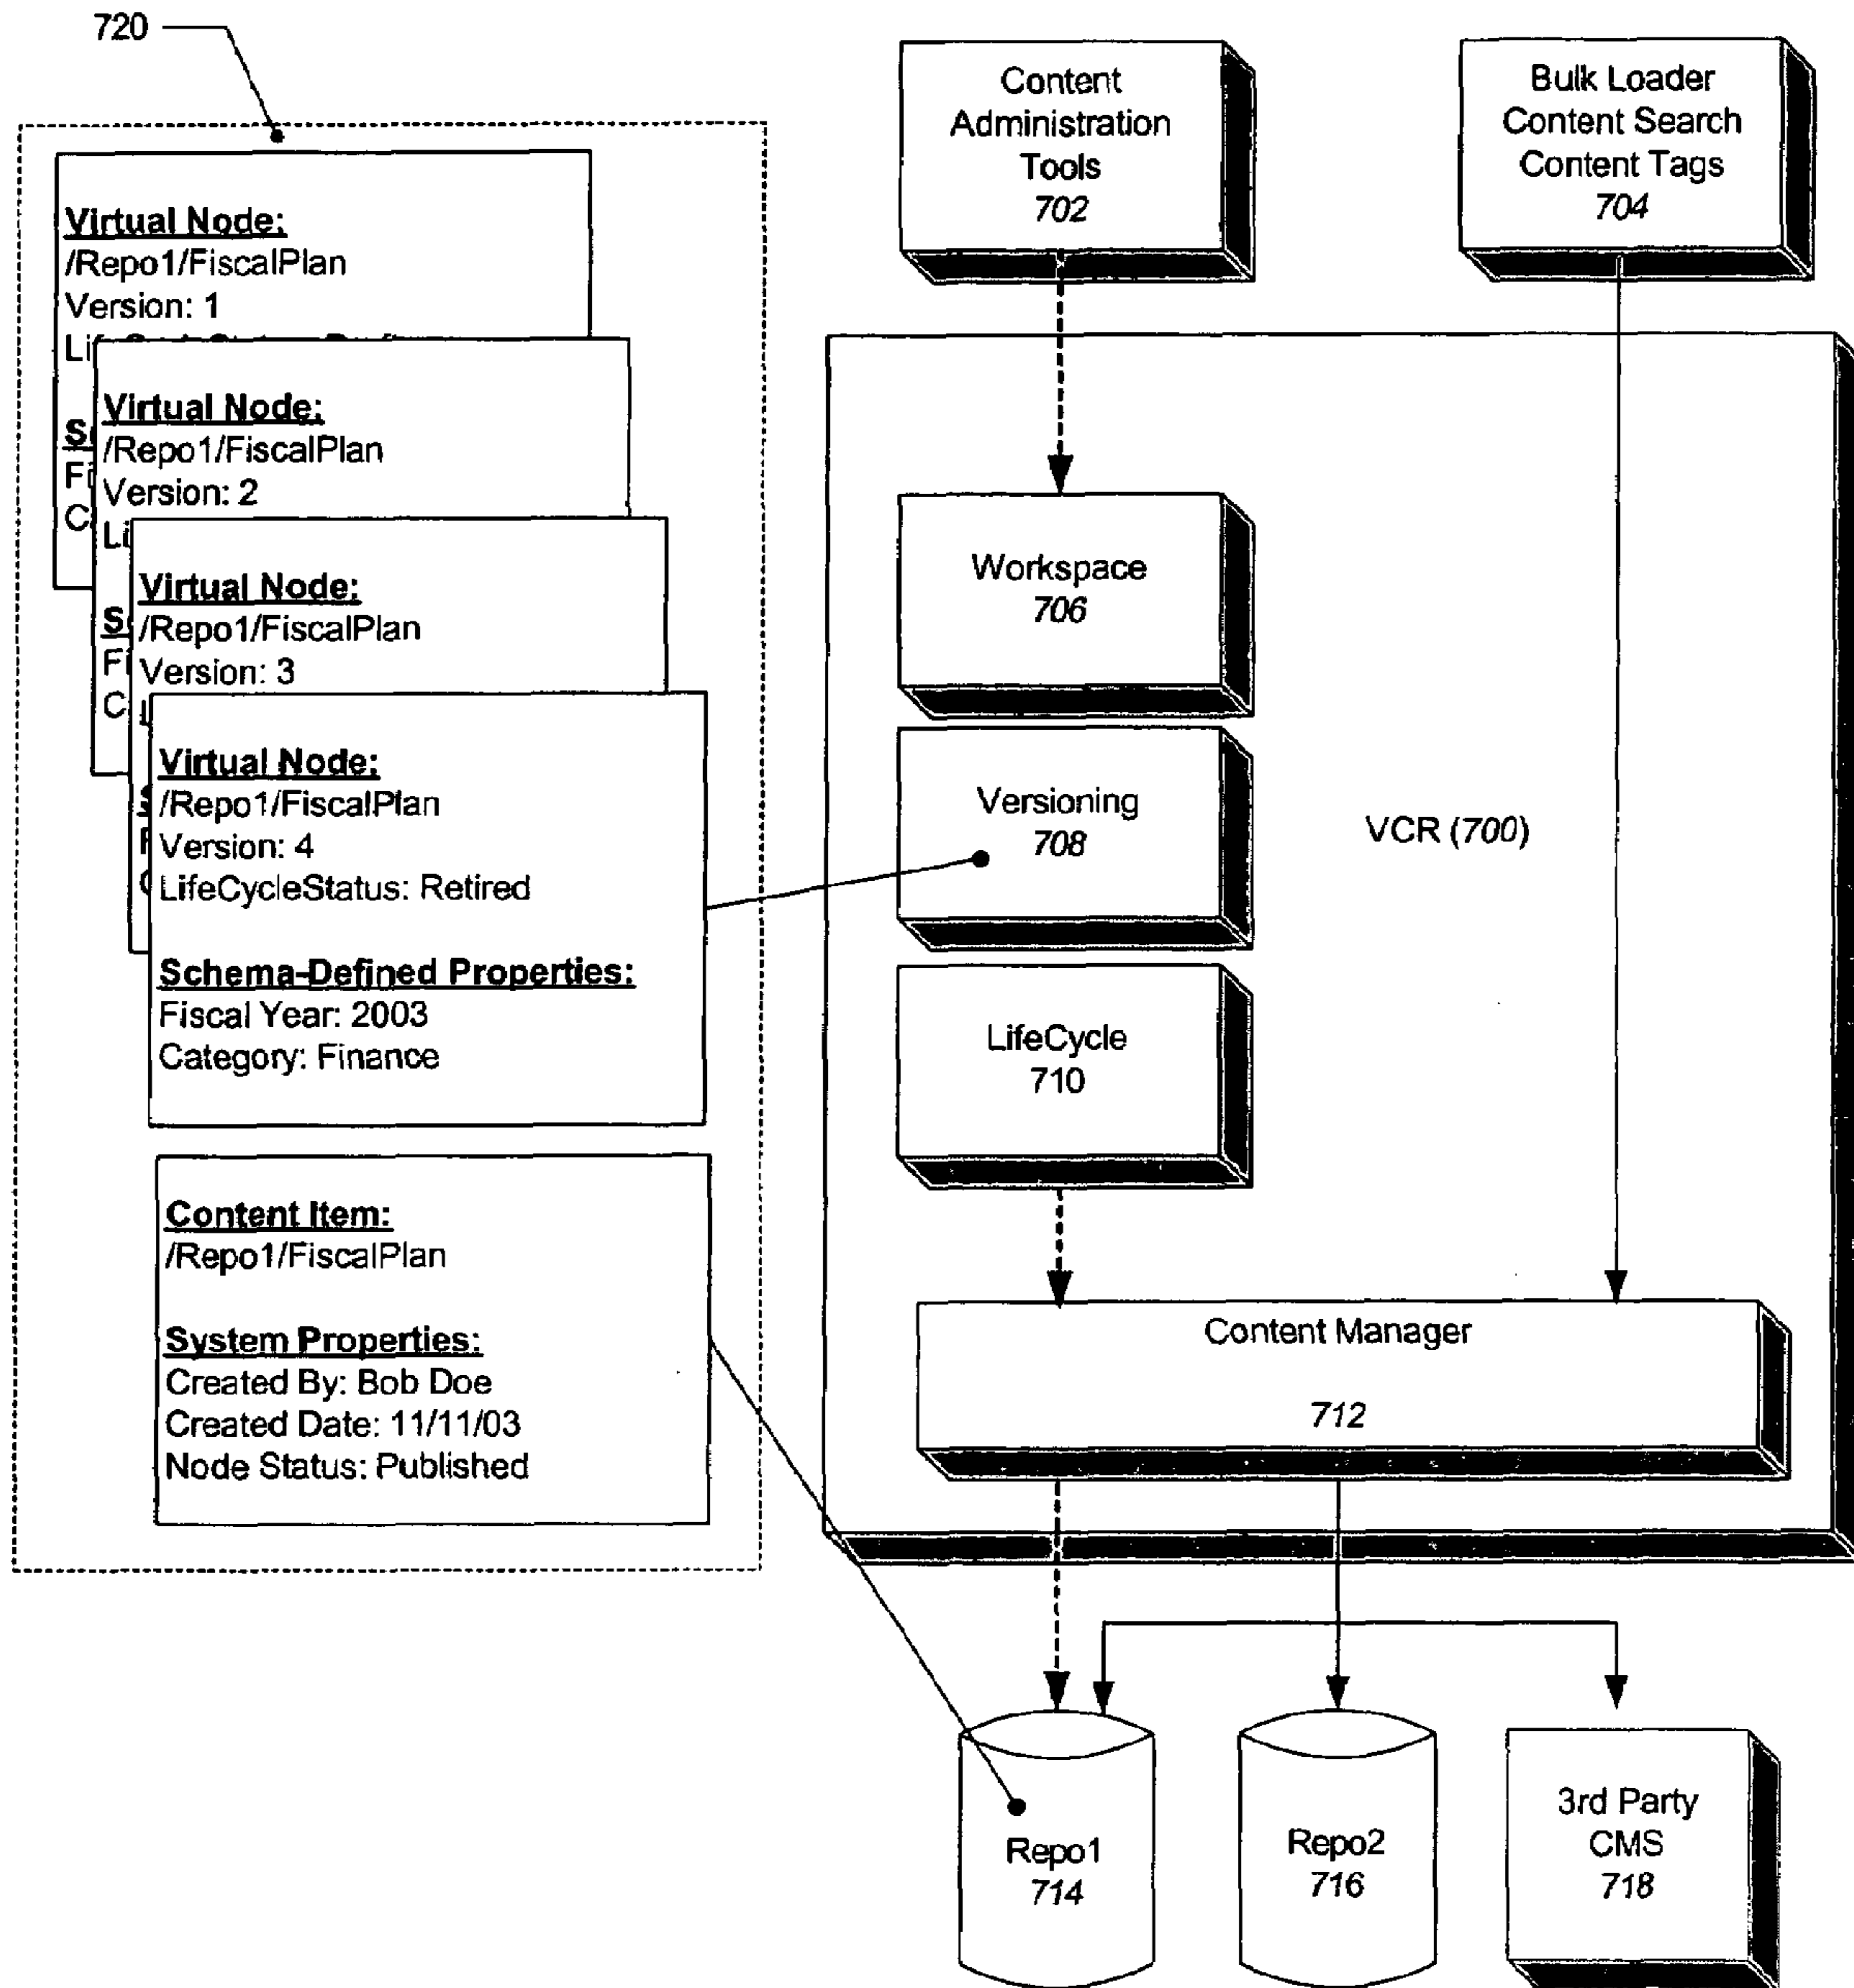 720
Virtual Node:
/Repo1/FiscalPlan
Version: 1
Virtual Node:
/Repo1/FiscalPlan
Version: 2
Virtual Node:
/Repo1/FiscalPlan
Version: 3
Virtual Node:
/Repo1/FiscalPlan
Version: 4
LifeCycleStatus: Retired
Schema-Defined Properties:
Fiscal Year: 2003
Category: Finance
Content Item:
/Repo1/FiscalPlan
System Properties:
Created By: Bob Doe
Created Date: 11/11/03
Node Status: Published
Content
Administration
Tools
702
Bulk Loader
Content Search
Content Tags
704
Workspace
706
Versioning
708
VCR (700)
LifeCycle
710
Content Manager
712
Repo1
714
Repo2
716
3rd Party
CMS
718